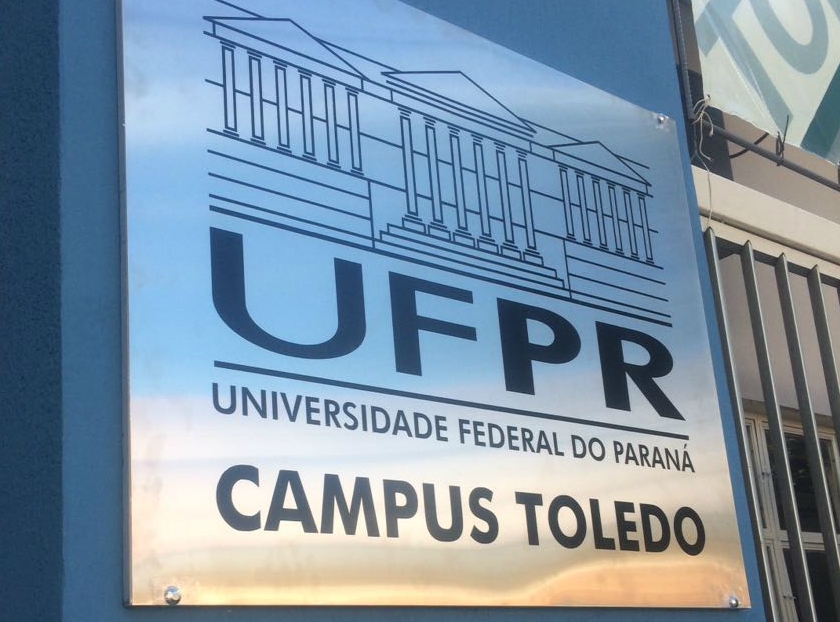 UFPR
UNIVERSIDADE FEDERAL DO PARANÁ
CAMPUS TOLEDO